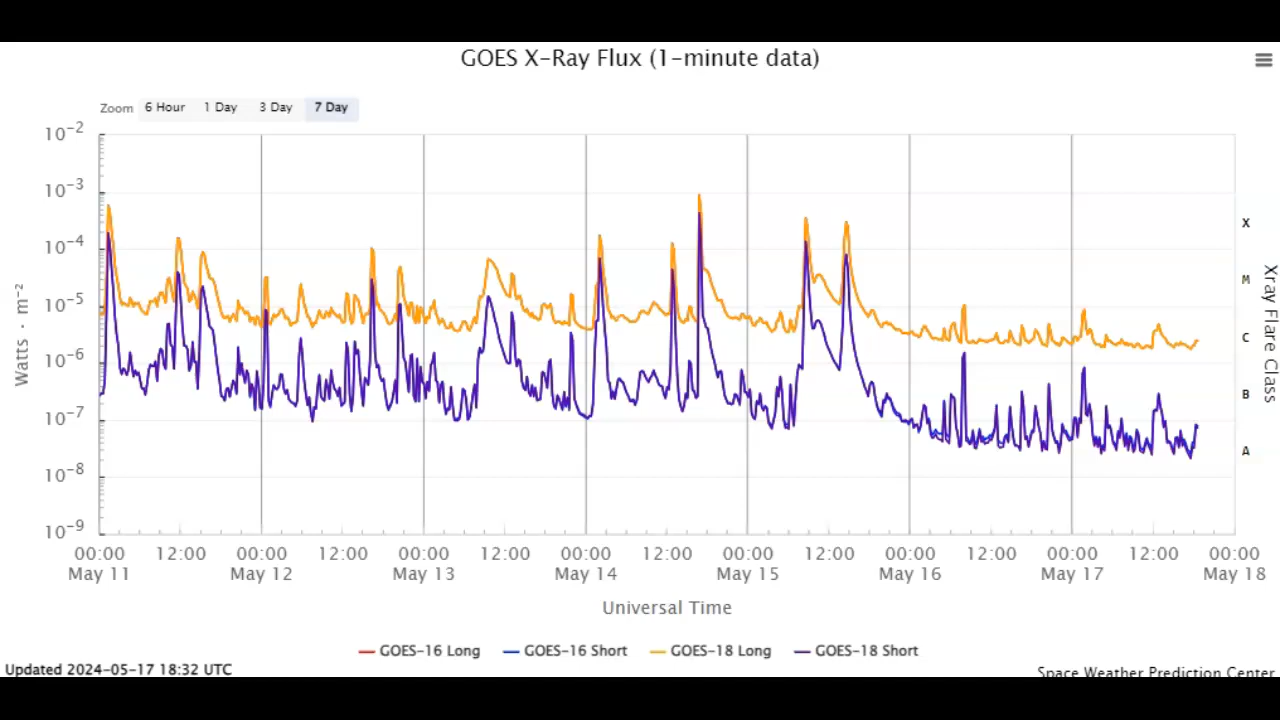 GOES X-Ray Flux (1-minute data)
Zoom 6 Hour 1 Day 3 Day 7 Day
10⁻²
10⁻³
10⁻⁴
10⁻⁵
10⁻⁶
10⁻⁷
10⁻⁸
10⁻⁹
Watts · m⁻²
X
M
C
B
A
Xray Flare Class
00:00 12:00 00:00 12:00 00:00 12:00 00:00 12:00 00:00 12:00 00:00 12:00 00:00 12:00 00:00
May 11 May 12 May 13 May 14 May 15 May 16 May 17 May 18
Universal Time
GOES-16 Long GOES-16 Short GOES-18 Long GOES-18 Short
Updated 2024-05-17 18:32 UTC
Space Weather Prediction Center